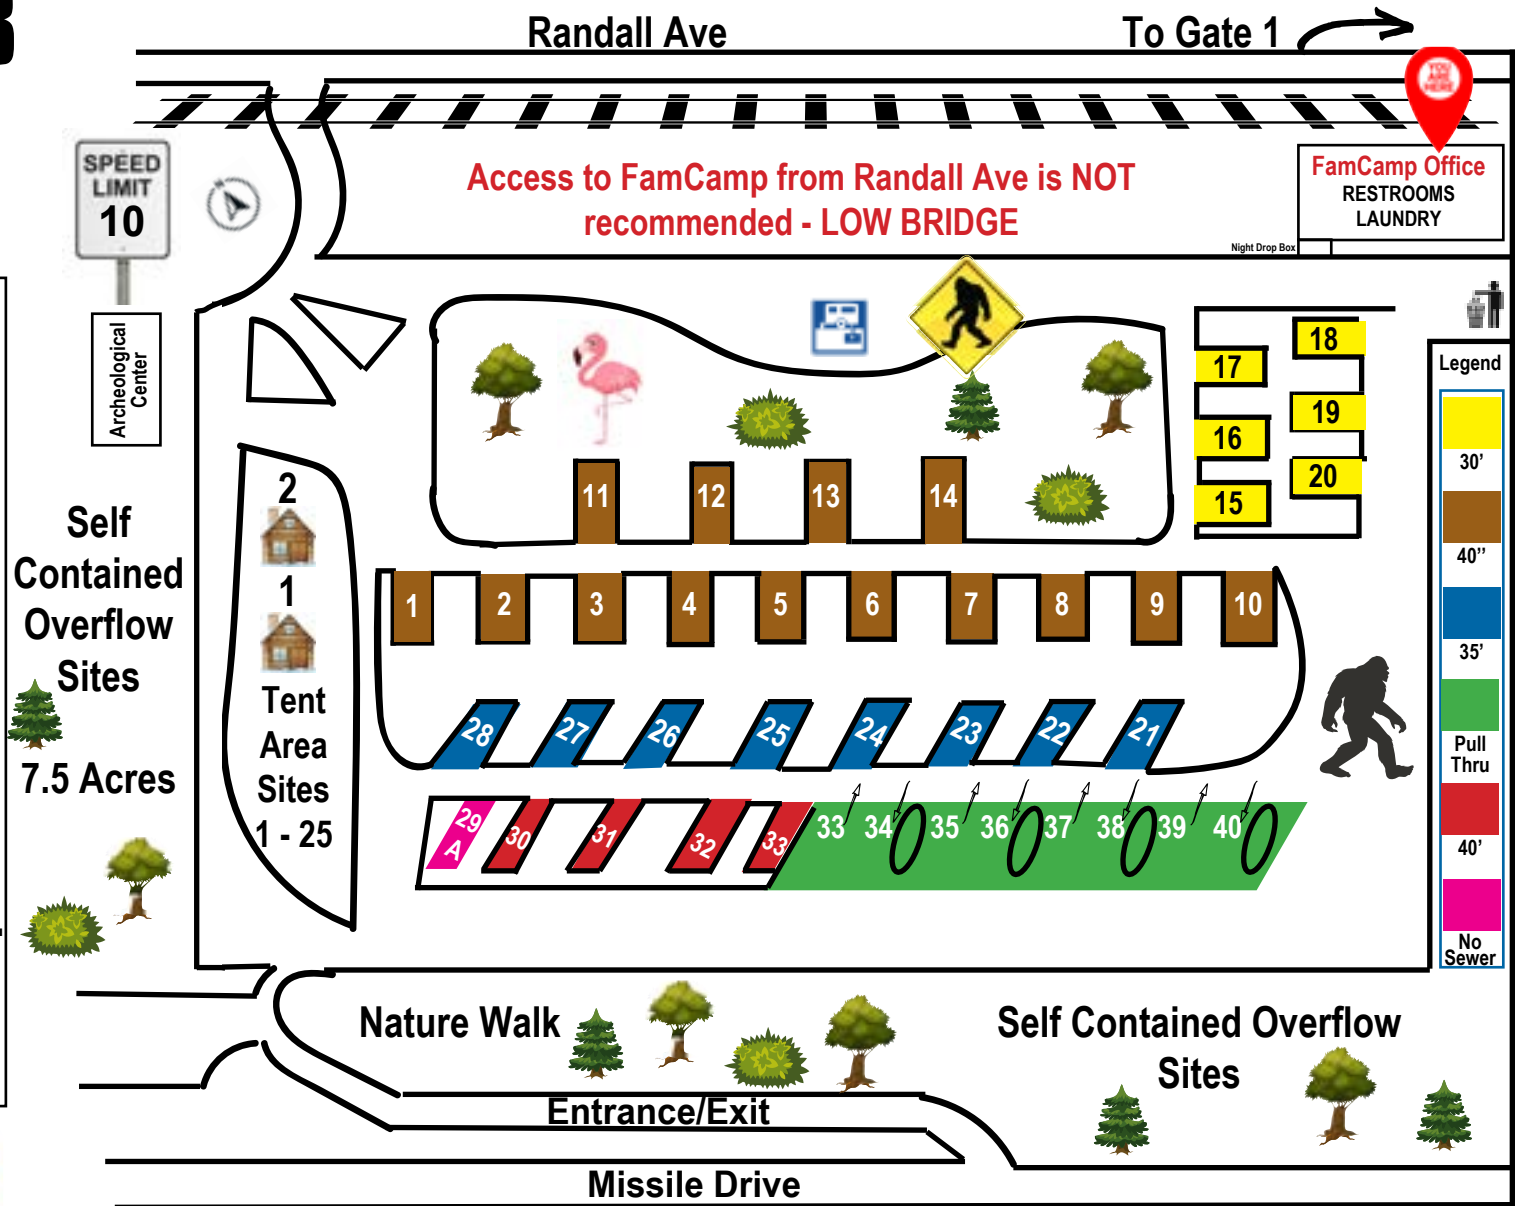 Randall Ave
To Gate 1
YOU
ARE
HERE
SPEED
LIMIT
10
Access to FamCamp from Randall Ave is NOT
recommended - LOW BRIDGE
FamCamp Office
RESTROOMS
LAUNDRY
Night Drop Box
Archeological
Center
17
18
16
19
15
20
Legend
30'
40''
35'
Pull
Thru
40'
No
Sewer
11
12
13
14
1
2
3
4
5
6
7
8
9
10
28
27
26
25
24
23
22
21
29
A
30
31
32
33
33
34
35
36
37
38
39
40
2
1
Tent
Area
Sites
1 - 25
Self
Contained
Overflow
Sites
7.5 Acres
Nature Walk
Self Contained Overflow
Sites
Entrance/Exit
Missile Drive